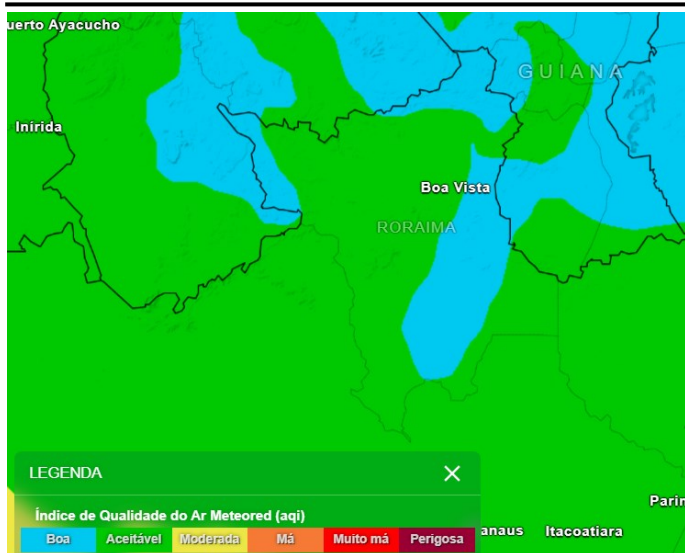 uerto Ayacucho
GUIANA
Inírida
Boa Vista
RORAIMA
LEGENDA
Parin
Índice de Qualidade do Ar Meteored (aqi)
anaus Itacoatiara
Boa Aceitável Moderada Má Muito má Perigosa